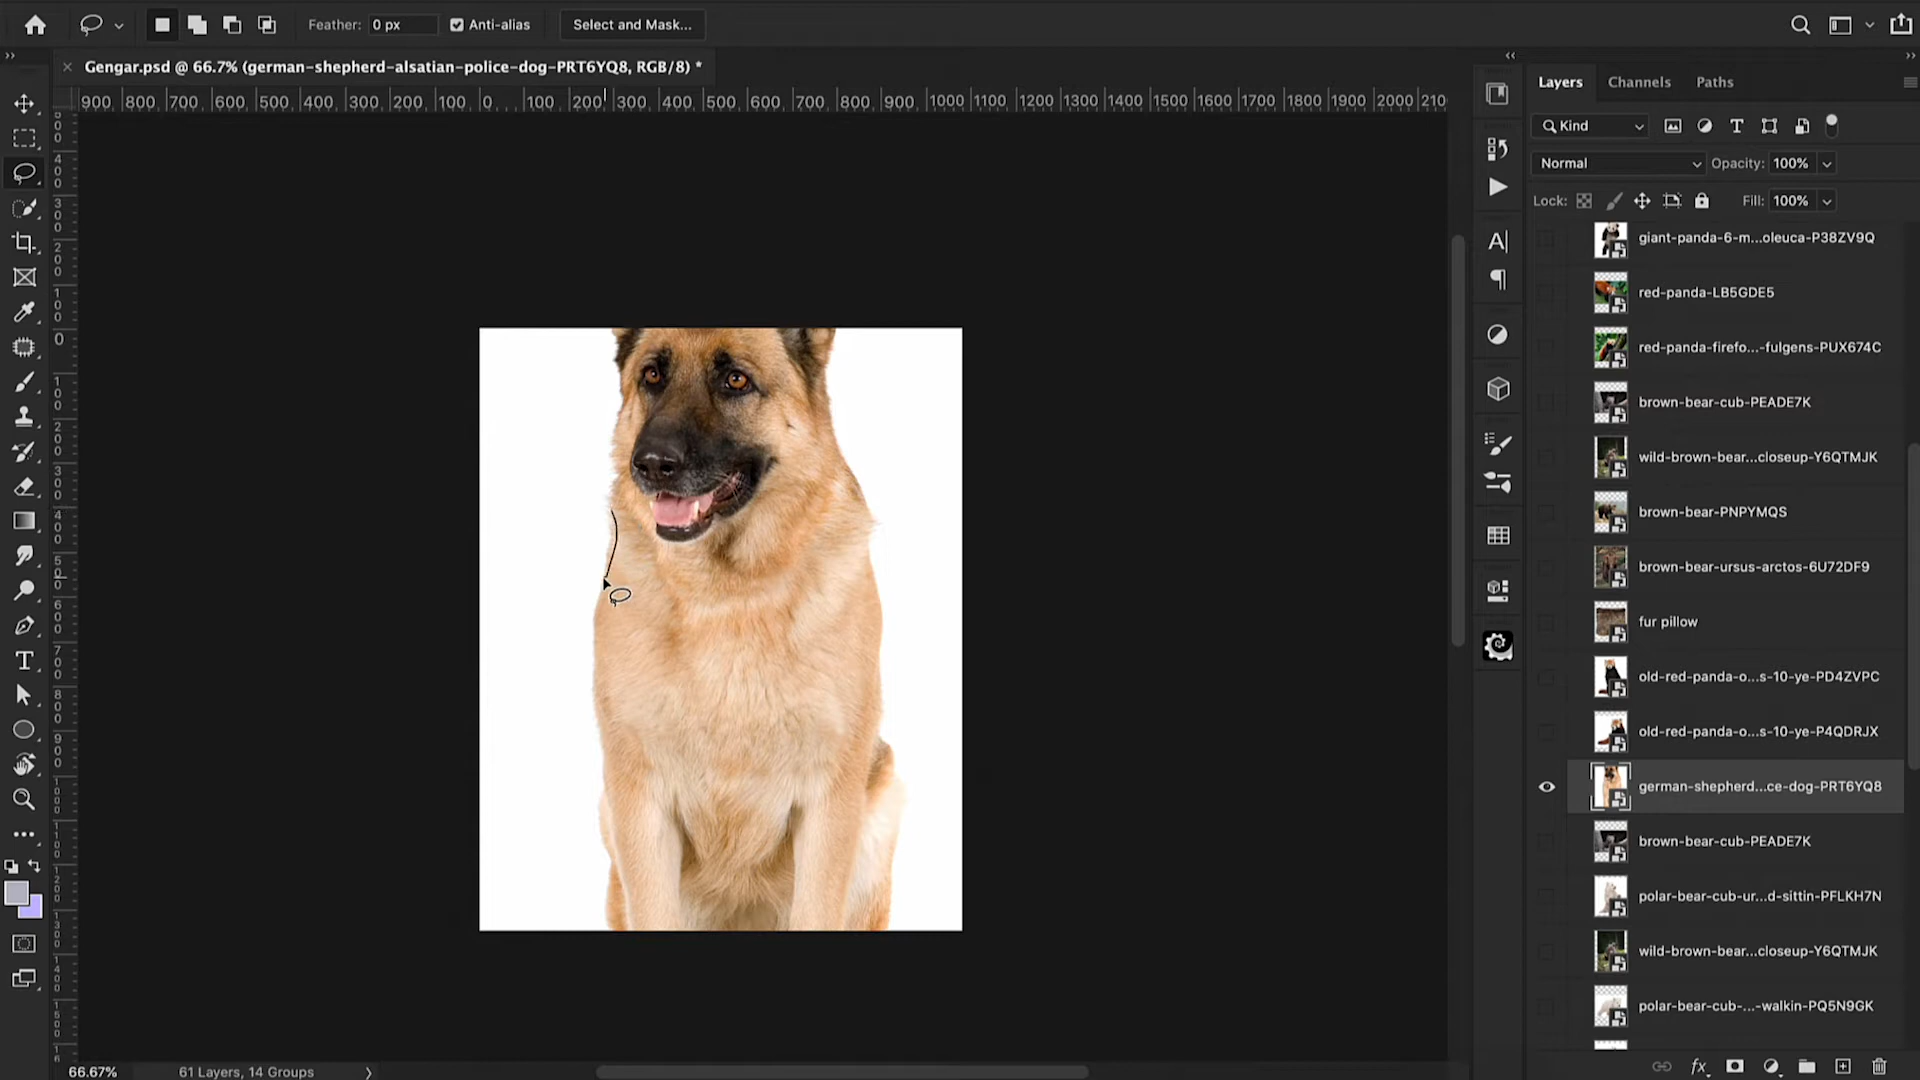 Feather: 0 px Anti-alias Select and Mask...
Gengar.psd @ 66.7% (german-shepherd-alsatian-police-dog-PRT6YQ8, RGB/8) *
900 800 700 600 500 400 300 200 100 0 100 200 300 400 500 600 700 800 900 1000 1100 1200 1300 1400 1500 1600 1700 1800 1900 2000 210
Layers Channels Paths
Kind
Normal Opacity: 100%
Lock: Fill: 100%
giant-panda-6-m...oleuca-P38ZV9Q
red-panda-LB5GDE5
red-panda-firefo...-fulgens-PUX674C
brown-bear-cub-PEADE7K
wild-brown-bear...closeup-Y6QTMJK
brown-bear-PNPYMQS
brown-bear-ursus-arctos-6U72DF9
fur pillow
old-red-panda-o...s-10-ye-PD4ZVPC
old-red-panda-o...s-10-ye-P4QDRJX
german-shepherd...ce-dog-PRT6YQ8
brown-bear-cub-PEADE7K
polar-bear-cub-ur...d-sittin-PFLKH7N
wild-brown-bear...closeup-Y6QTMJK
polar-bear-cub-...-walkin-PQ5N9GK
66.67% 61 Layers, 14 Groups